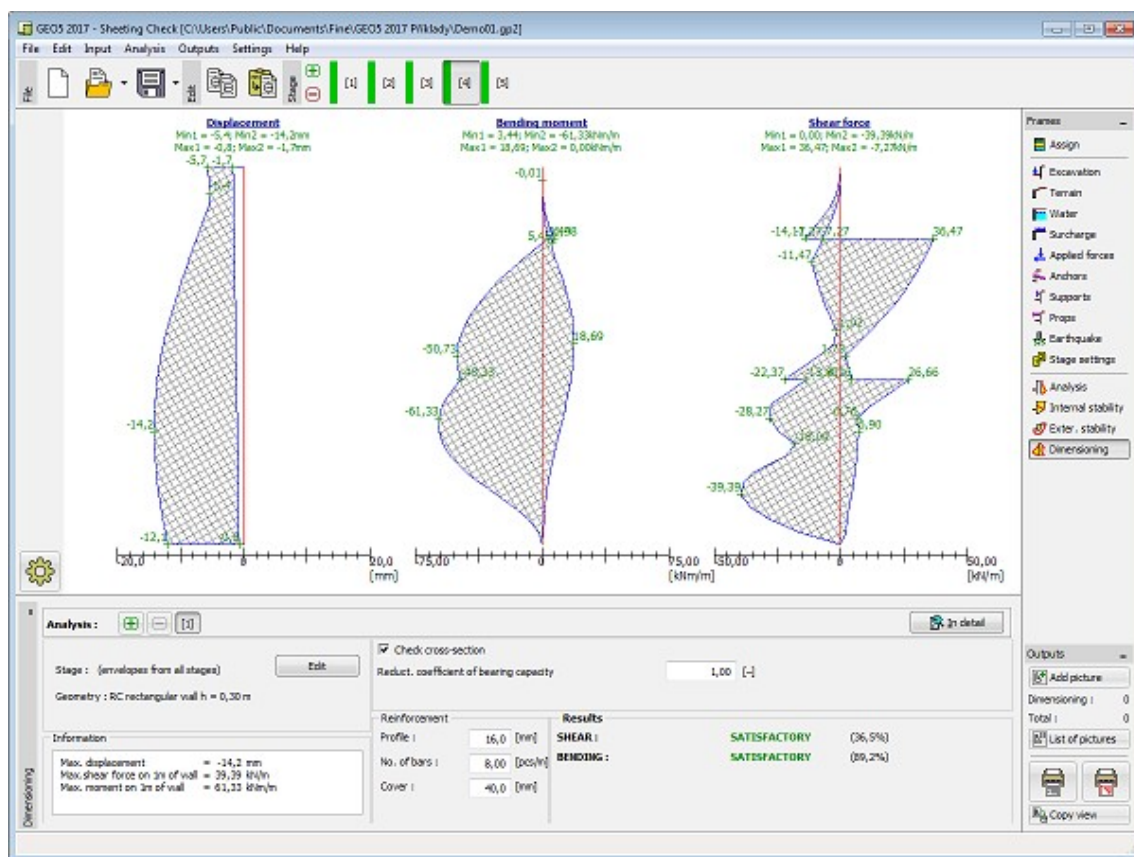 GEO5 2017 - Sheeting Check [C:\Users\Public\Documents\Fine\GEO5 2017 Příklady\Demo01.gp2]
File Edit Input Analysis Outputs Settings Help
File Edit Stage [1] [2] [3] [4] [5]
Displacement
Min1 = -5,4; Min2 = -14,2mm
Max1 = -0,8; Max2 = -1,7mm
-5,7 -1,7
-5,4
-14,2
-12,1 -0,8
-20,0 0 20,0
[mm]
Bending moment
Min1 = 3,44; Min2 = -61,33kNm/m
Max1 = 18,69; Max2 = 0,00kNm/m
-0,01
18,69
-50,73
-48,33
-61,33
-75,00 0 75,00
[kNm/m]
Shear force
Min1 = 0,00; Min2 = -39,39kN/m
Max1 = 36,47; Max2 = -7,27kN/m
36,47
-11,47
-22,37 26,66
-28,27
-39,39
-50,00 0 50,00
[kN/m]
Frames
Assign
Excavation
Terrain
Water
Surcharge
Applied forces
Anchors
Supports
Props
Earthquake
Stage settings
Analysis
Internal stability
Exter. stability
Dimensioning
Dimensioning
Analysis : [1] In detail
Stage : (envelopes from all stages) Edit
Geometry : RC rectangular wall h = 0,30 m
Information
Max. displacement = -14,2 mm
Max.shear force on 1m of wall = 39,39 kN/m
Max. moment on 1m of wall = 61,33 kNm/m
Check cross-section
Reduct. coefficient of bearing capacity 1,00 [-]
Reinforcement
Profile : 16,0 [mm]
No. of bars : 8,00 [pcs/m]
Cover : 40,0 [mm]
Results
SHEAR : SATISFACTORY (36,5%)
BENDING : SATISFACTORY (89,2%)
Outputs
Add picture
Dimensioning : 0
Total : 0
List of pictures
Copy view